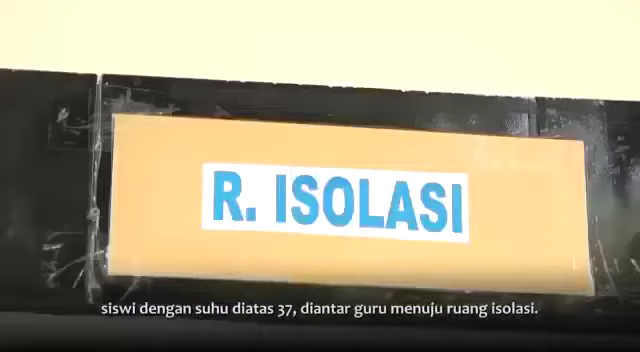 R. ISOLASI
siswi dengan suhu diatas 37, diantar guru menuju ruang isolasi.